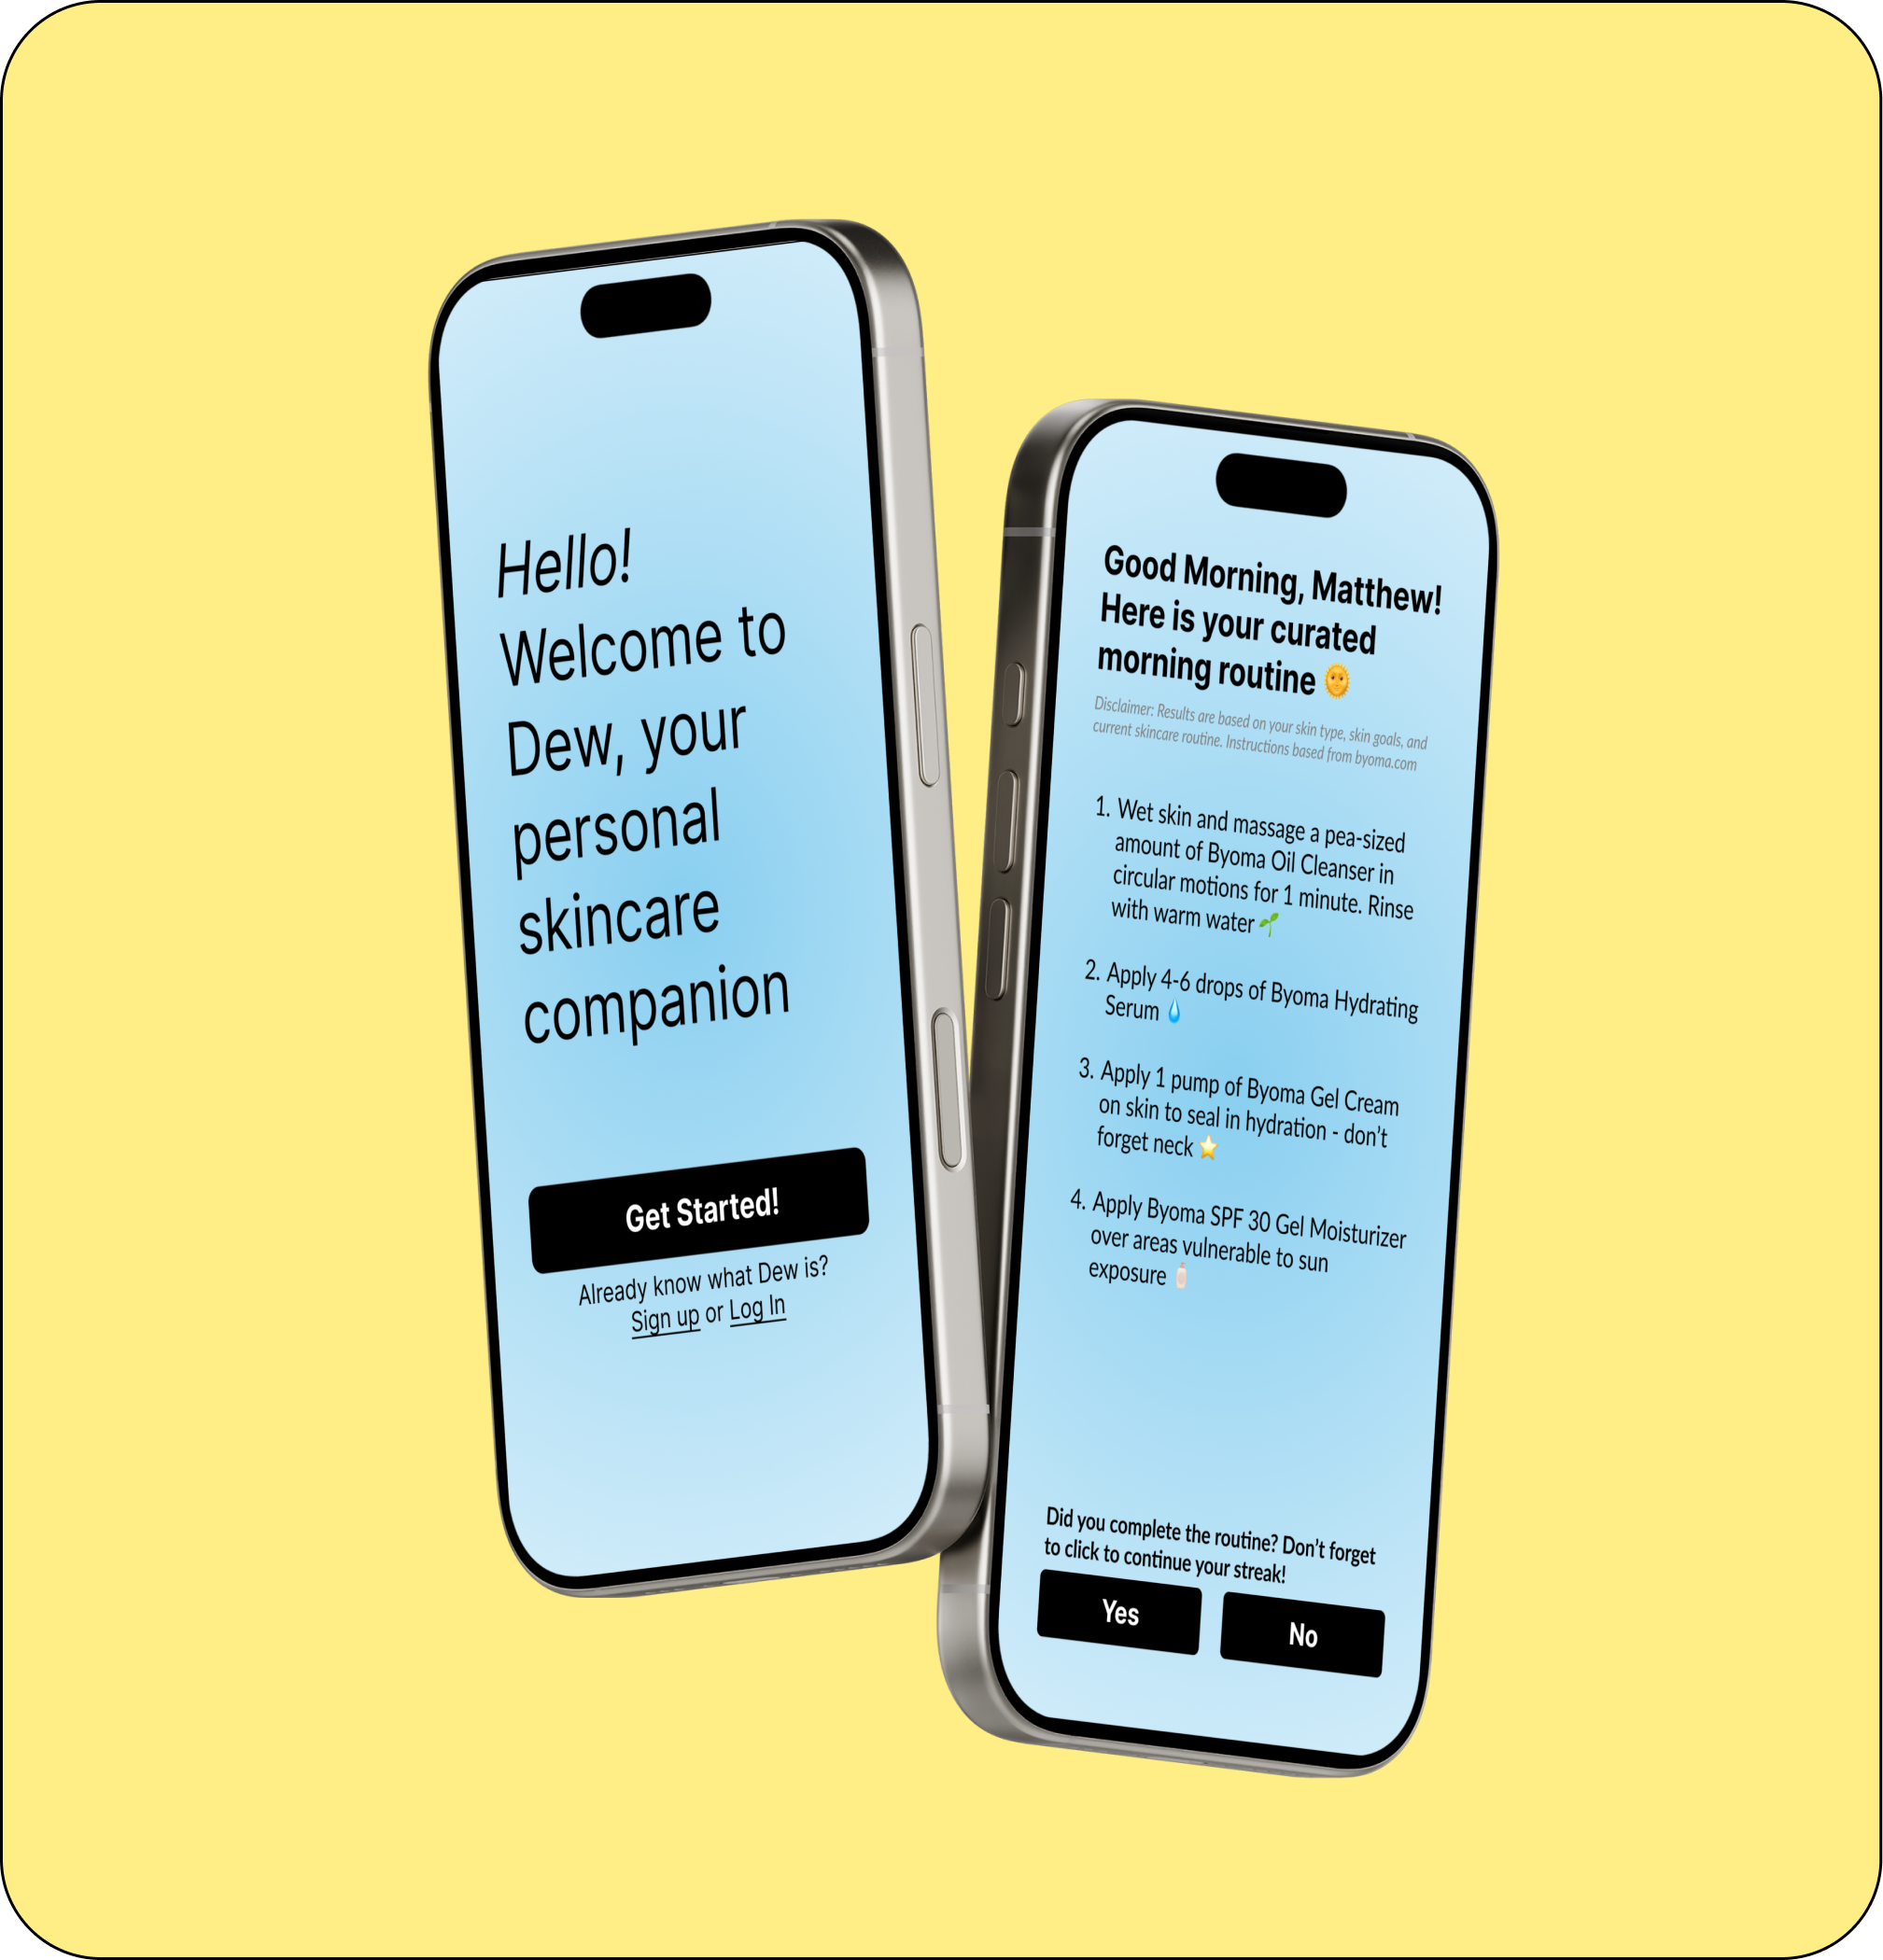 Hello!
Welcome to
Dew, your
personal
skincare
companion
Get Started!
Already know what Dew is?
Sign up or Log In
Good Morning, Matthew!
Here is your curated
morning routine 🌞
Disclaimer: Results are based on your skin type, skin goals, and
current skincare routine. Instructions based from byoma.com
1. Wet skin and massage a pea-sized
amount of Byoma Oil Cleanser in
circular motions for 1 minute. Rinse
with warm water 🌱
2. Apply 4-6 drops of Byoma Hydrating
Serum 💧
3. Apply 1 pump of Byoma Gel Cream
on skin to seal in hydration - don't
forget neck ⭐
4. Apply Byoma SPF 30 Gel Moisturizer
over areas vulnerable to sun
exposure 🧴
Did you complete the routine? Don't forget
to click to continue your streak!
Yes
No